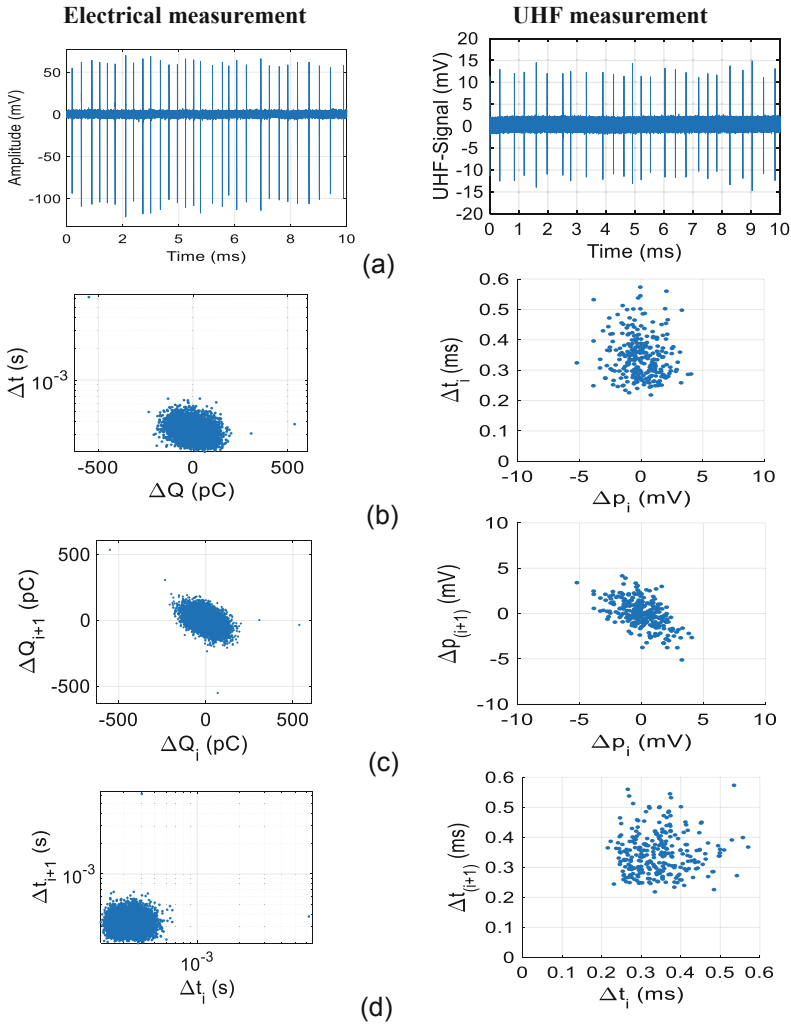 Electrical measurement
UHF measurement
Amplitude (mV)
50
0
-50
-100
0 2 4 5 6 8 10
Time (ms)
UHF-Signal (mV)
20
15
10
5
0
-5
-10
-15
-20
0 1 2 3 4 5 6 7 8 9 10
Time (ms)
(a)
Δt (s)
10⁻³
-500 0 500
ΔQ (pC)
Δtᵢ (ms)
0.6
0.5
0.4
0.3
0.2
0.1
0
-10 -5 0 5 10
Δpᵢ (mV)
(b)
ΔQᵢ₊₁ (pC)
500
0
-500
-500 0 500
ΔQᵢ (pC)
Δp₍ᵢ₊₁₎ (mV)
10
5
0
-5
-10
-10 -5 0 5 10
Δpᵢ (mV)
(c)
Δtᵢ₊₁ (s)
10⁻³
10⁻³
Δtᵢ (s)
Δt₍ᵢ₊₁₎ (ms)
0.6
0.5
0.4
0.3
0.2
0.1
0
0 0.1 0.2 0.3 0.4 0.5 0.6
Δtᵢ (ms)
(d)